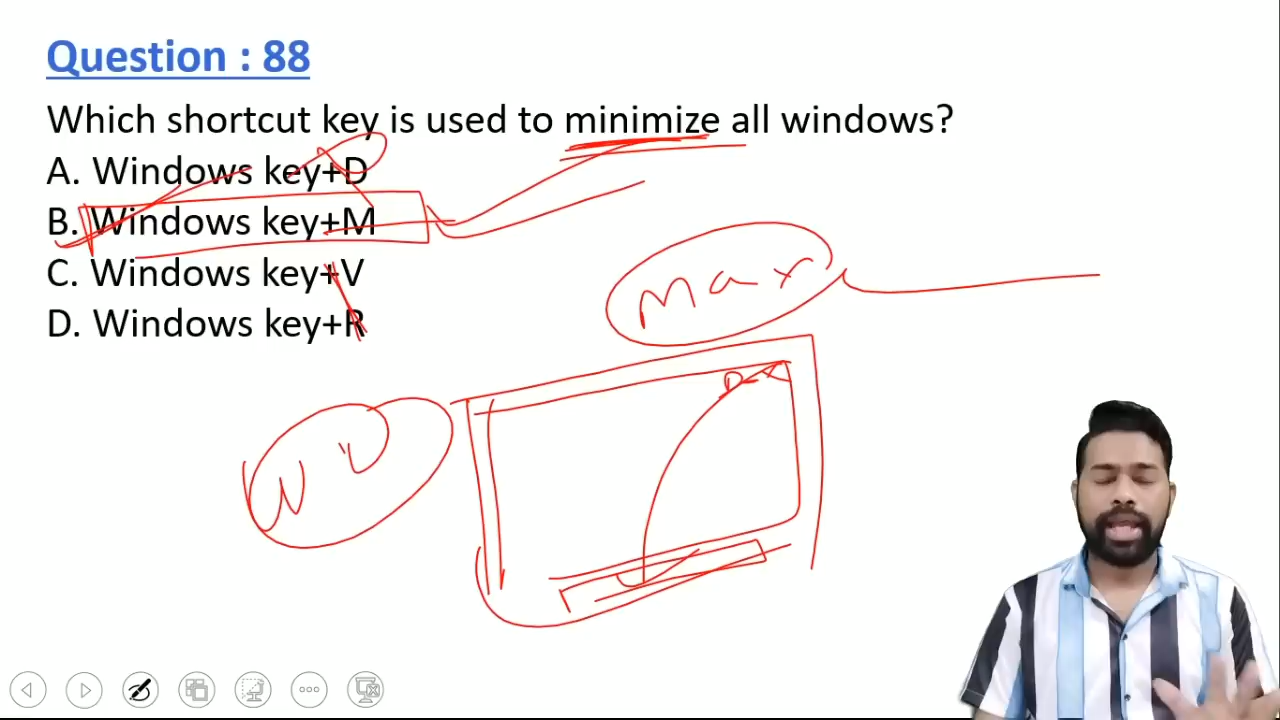 Question : 88
Which shortcut key is used to minimize all windows?
A. Windows key+D
B. Windows key+M
C. Windows key+V
D. Windows key+R
Max